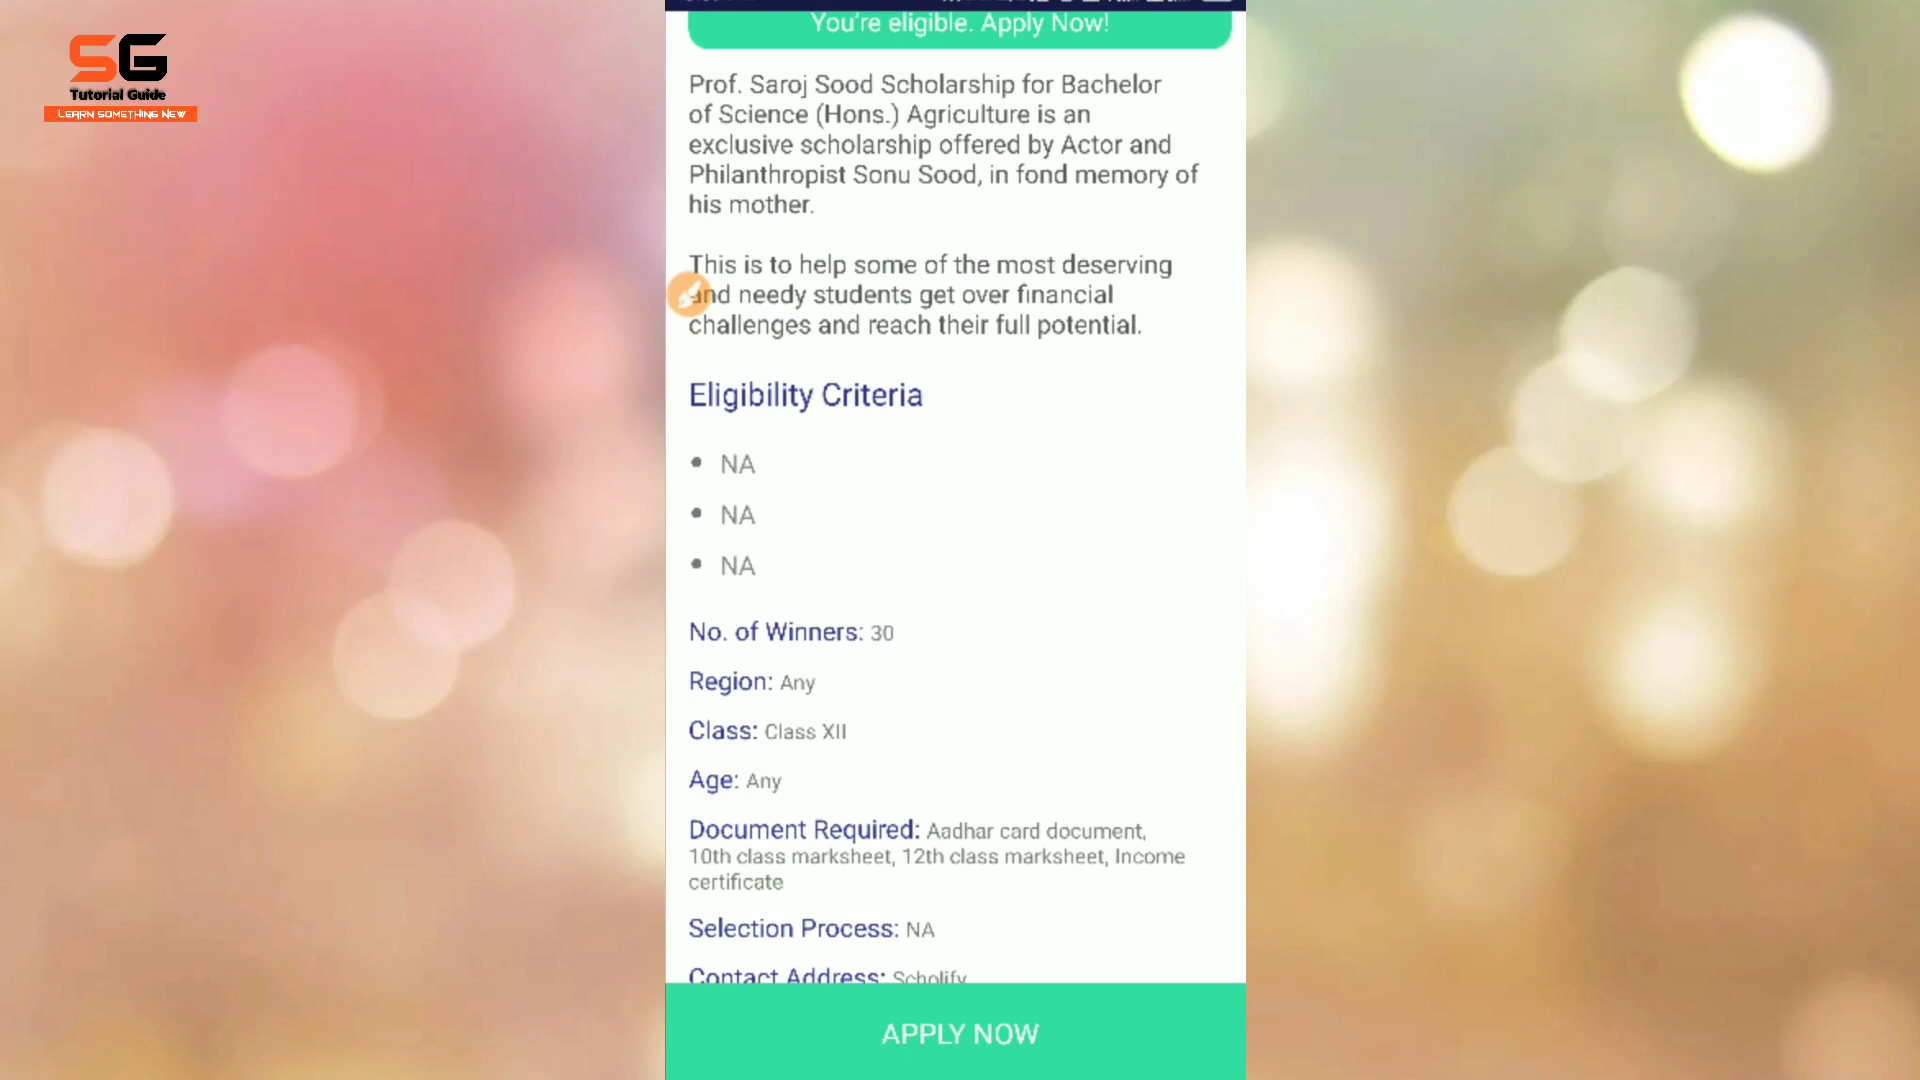 SG
Tutorial Guide
LEARN SOMETHING NEW
You're eligible. Apply Now!
Prof. Saroj Sood Scholarship for Bachelor
of Science (Hons.) Agriculture is an
exclusive scholarship offered by Actor and
Philanthropist Sonu Sood, in fond memory of
his mother.
This is to help some of the most deserving
and needy students get over financial
challenges and reach their full potential.
Eligibility Criteria
• NA
• NA
• NA
No. of Winners: 30
Region: Any
Class: Class XII
Age: Any
Document Required: Aadhar card document,
10th class marksheet, 12th class marksheet, Income
certificate
Selection Process: NA
Contact Address: Scholify
APPLY NOW